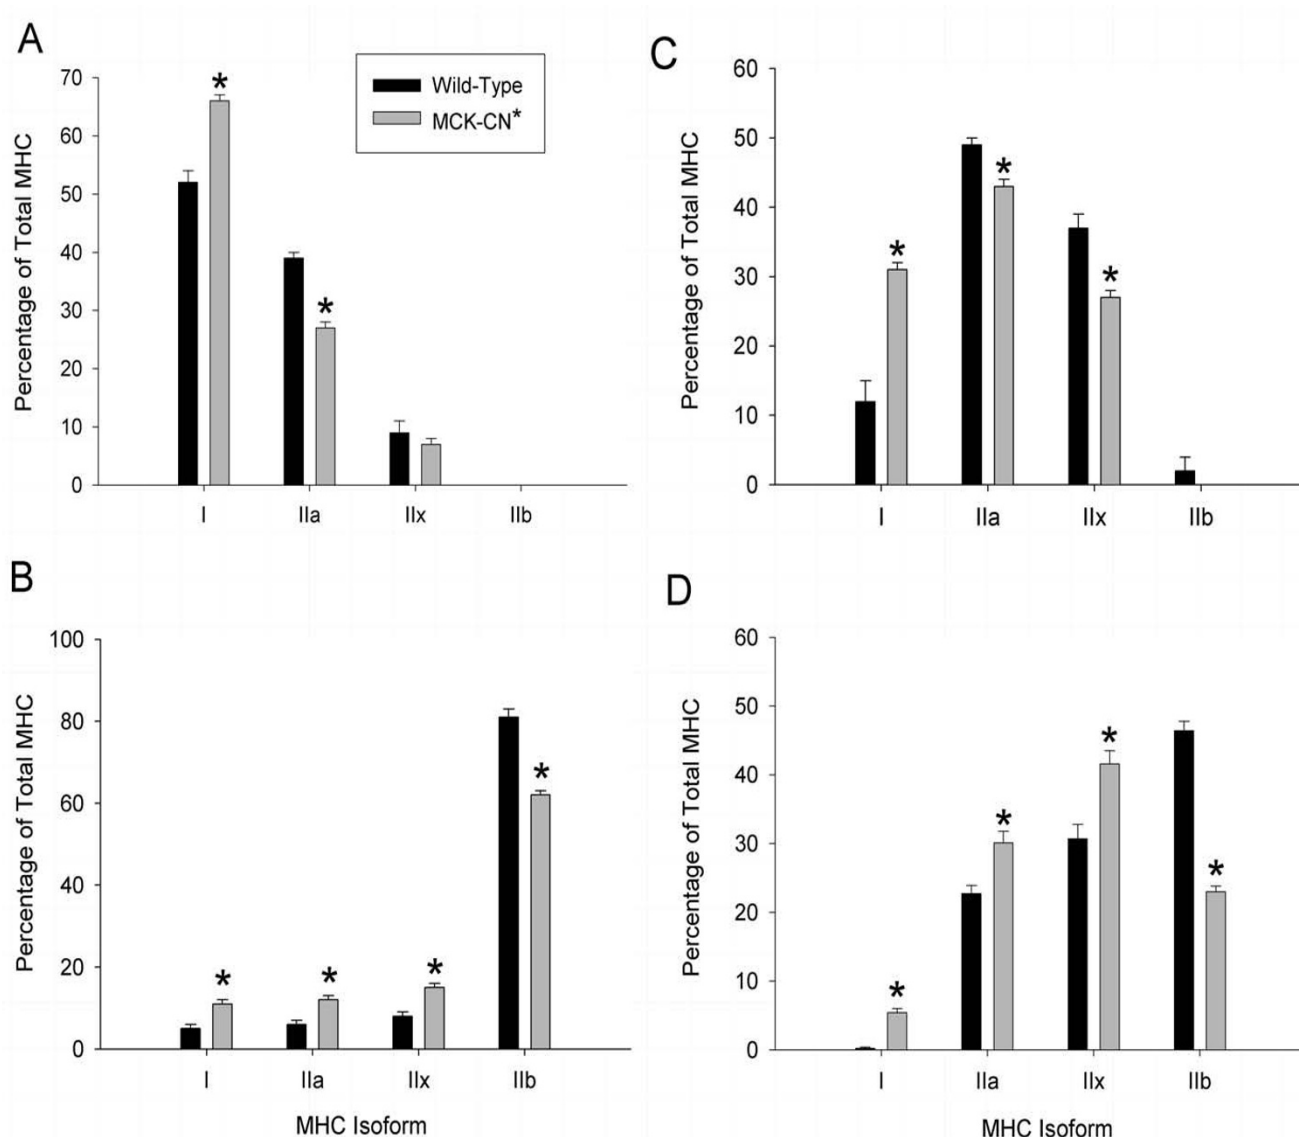 A
Percentage of Total MHC
70
60
50
40
30
20
10
0
I IIa IIx IIb
* *
Wild-Type
MCK-CN*
C
Percentage of Total MHC
60
50
40
30
20
10
0
I IIa IIx IIb
* * *
B
Percentage of Total MHC
100
80
60
40
20
0
I IIa IIx IIb
* * * *
MHC Isoform
D
Percentage of Total MHC
60
50
40
30
20
10
0
I IIa IIx IIb
* * * *
MHC Isoform